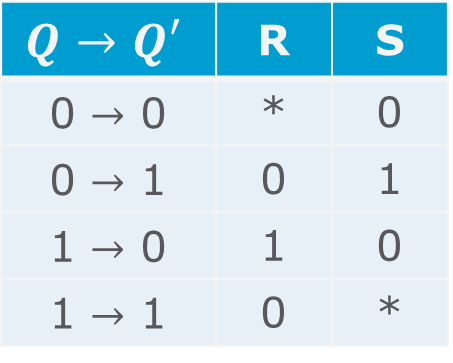 Q → Q′ R S
0 → 0 * 0
0 → 1 0 1
1 → 0 1 0
1 → 1 0 *